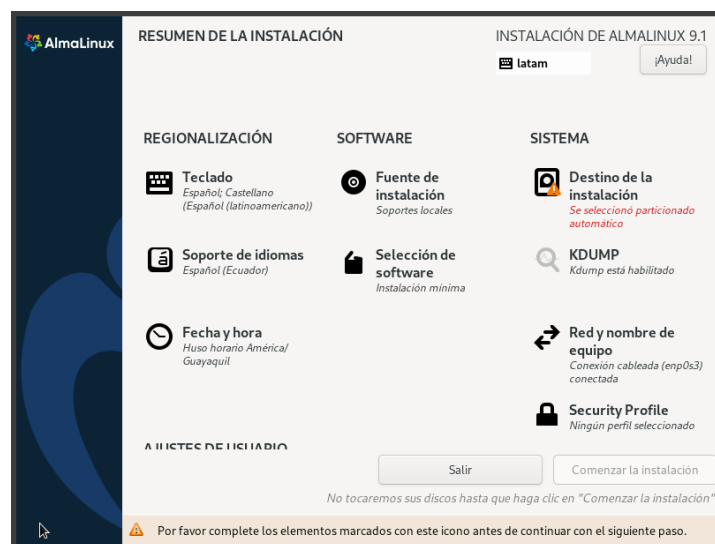 AlmaLinux
RESUMEN DE LA INSTALACIÓN
INSTALACIÓN DE ALMALINUX 9.1
latam
¡Ayuda!
REGIONALIZACIÓN
Teclado
Español; Castellano
(Español (latinoamericano))
Soporte de idiomas
Español (Ecuador)
Fecha y hora
Huso horario América/
Guayaquil
SOFTWARE
Fuente de
instalación
Soportes locales
Selección de
software
Instalación mínima
SISTEMA
Destino de la
instalación
Se seleccionó particionado
automático
KDUMP
Kdump está habilitado
Red y nombre de
equipo
Conexión cableada (enp0s3)
conectada
Security Profile
Ningún perfil seleccionado
AJUSTES DE USUARIO
Salir
Comenzar la instalación
No tocaremos sus discos hasta que haga clic en "Comenzar la instalación"
Por favor complete los elementos marcados con este icono antes de continuar con el siguiente paso.